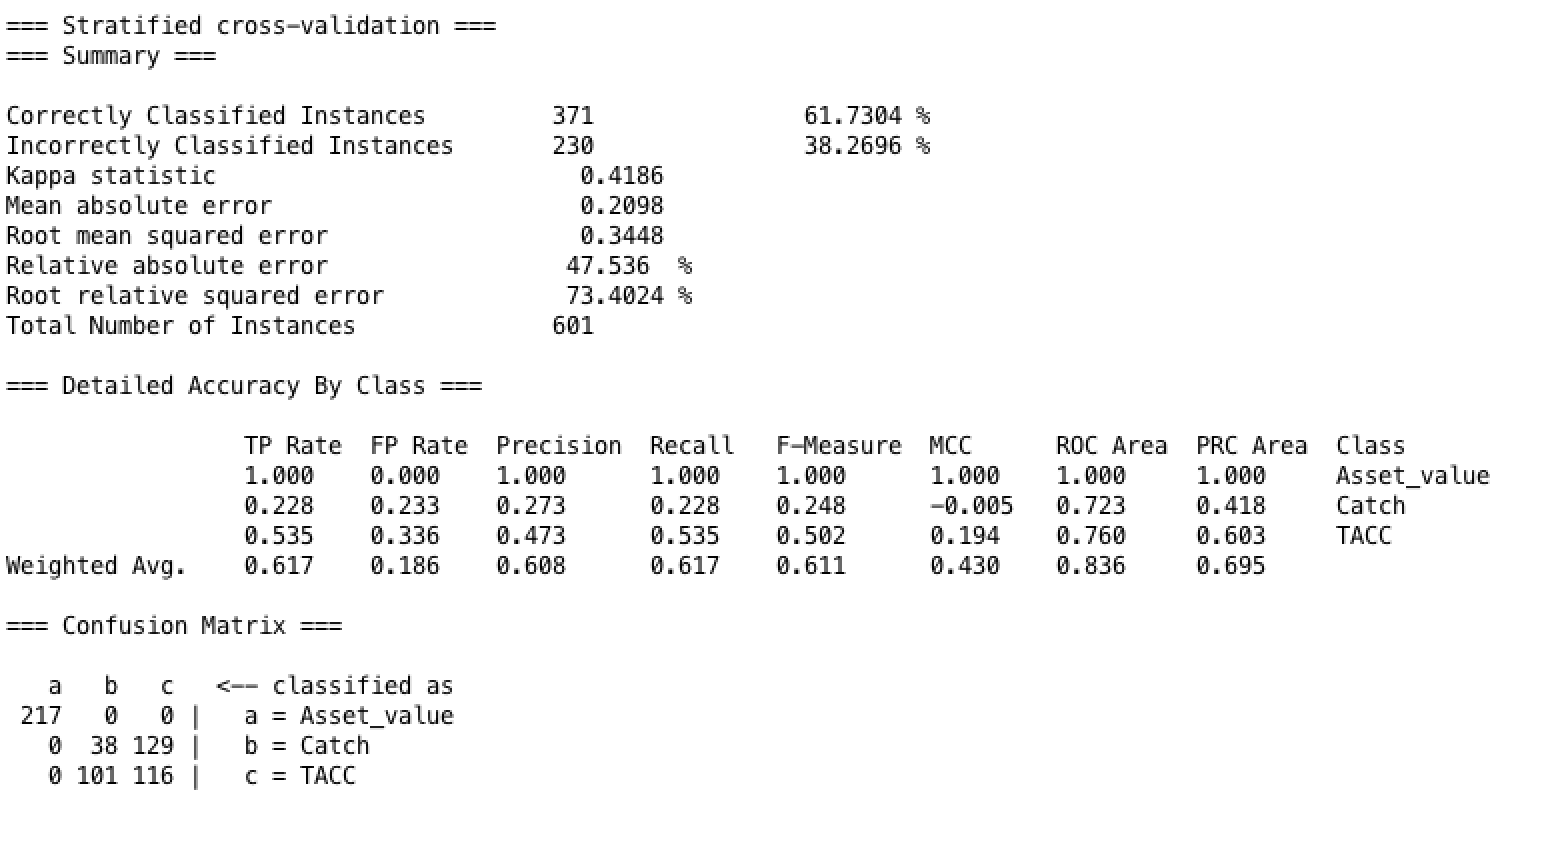 === Stratified cross-validation ===
=== Summary ===

Correctly Classified Instances         371               61.7304 %
Incorrectly Classified Instances       230               38.2696 %
Kappa statistic                          0.4186
Mean absolute error                      0.2098
Root mean squared error                  0.3448
Relative absolute error                 47.536  %
Root relative squared error             73.4024 %
Total Number of Instances              601

=== Detailed Accuracy By Class ===

                 TP Rate  FP Rate  Precision  Recall   F-Measure  MCC      ROC Area  PRC Area  Class
                 1.000    0.000    1.000      1.000    1.000      1.000    1.000     1.000     Asset_value
                 0.228    0.233    0.273      0.228    0.248      -0.005   0.723     0.418     Catch
                 0.535    0.336    0.473      0.535    0.502      0.194    0.760     0.603     TACC
Weighted Avg.    0.617    0.186    0.608      0.617    0.611      0.430    0.836     0.695

=== Confusion Matrix ===

   a   b   c   <-- classified as
 217   0   0 |   a = Asset_value
   0  38 129 |   b = Catch
   0 101 116 |   c = TACC